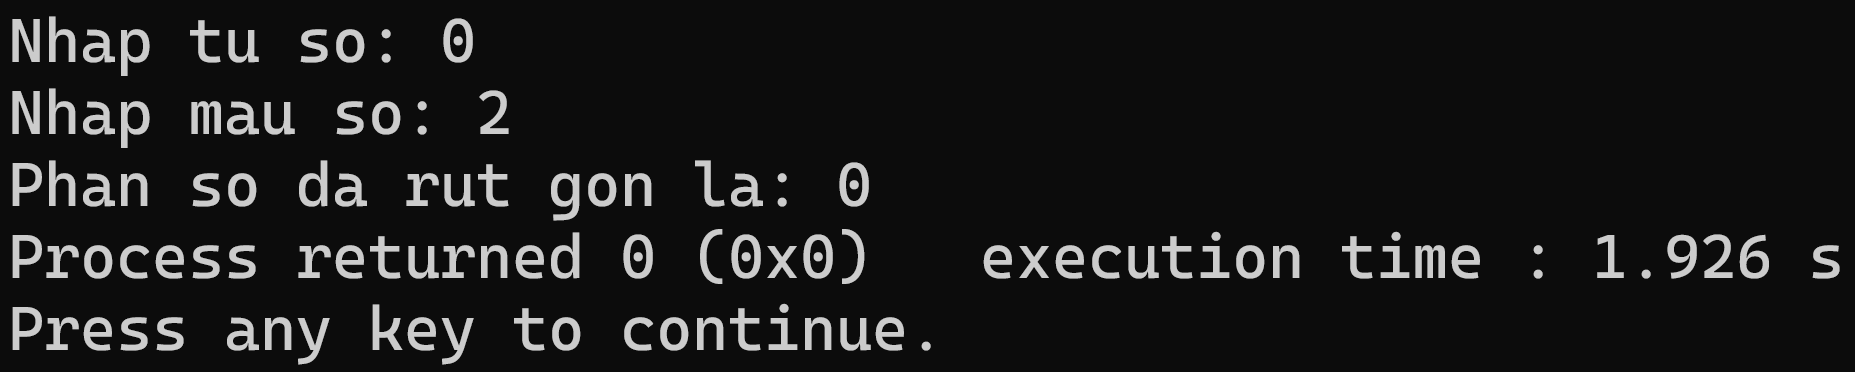 Nhap tu so: 0
Nhap mau so: 2
Phan so da rut gon la: 0
Process returned 0 (0x0)   execution time : 1.926 s
Press any key to continue.